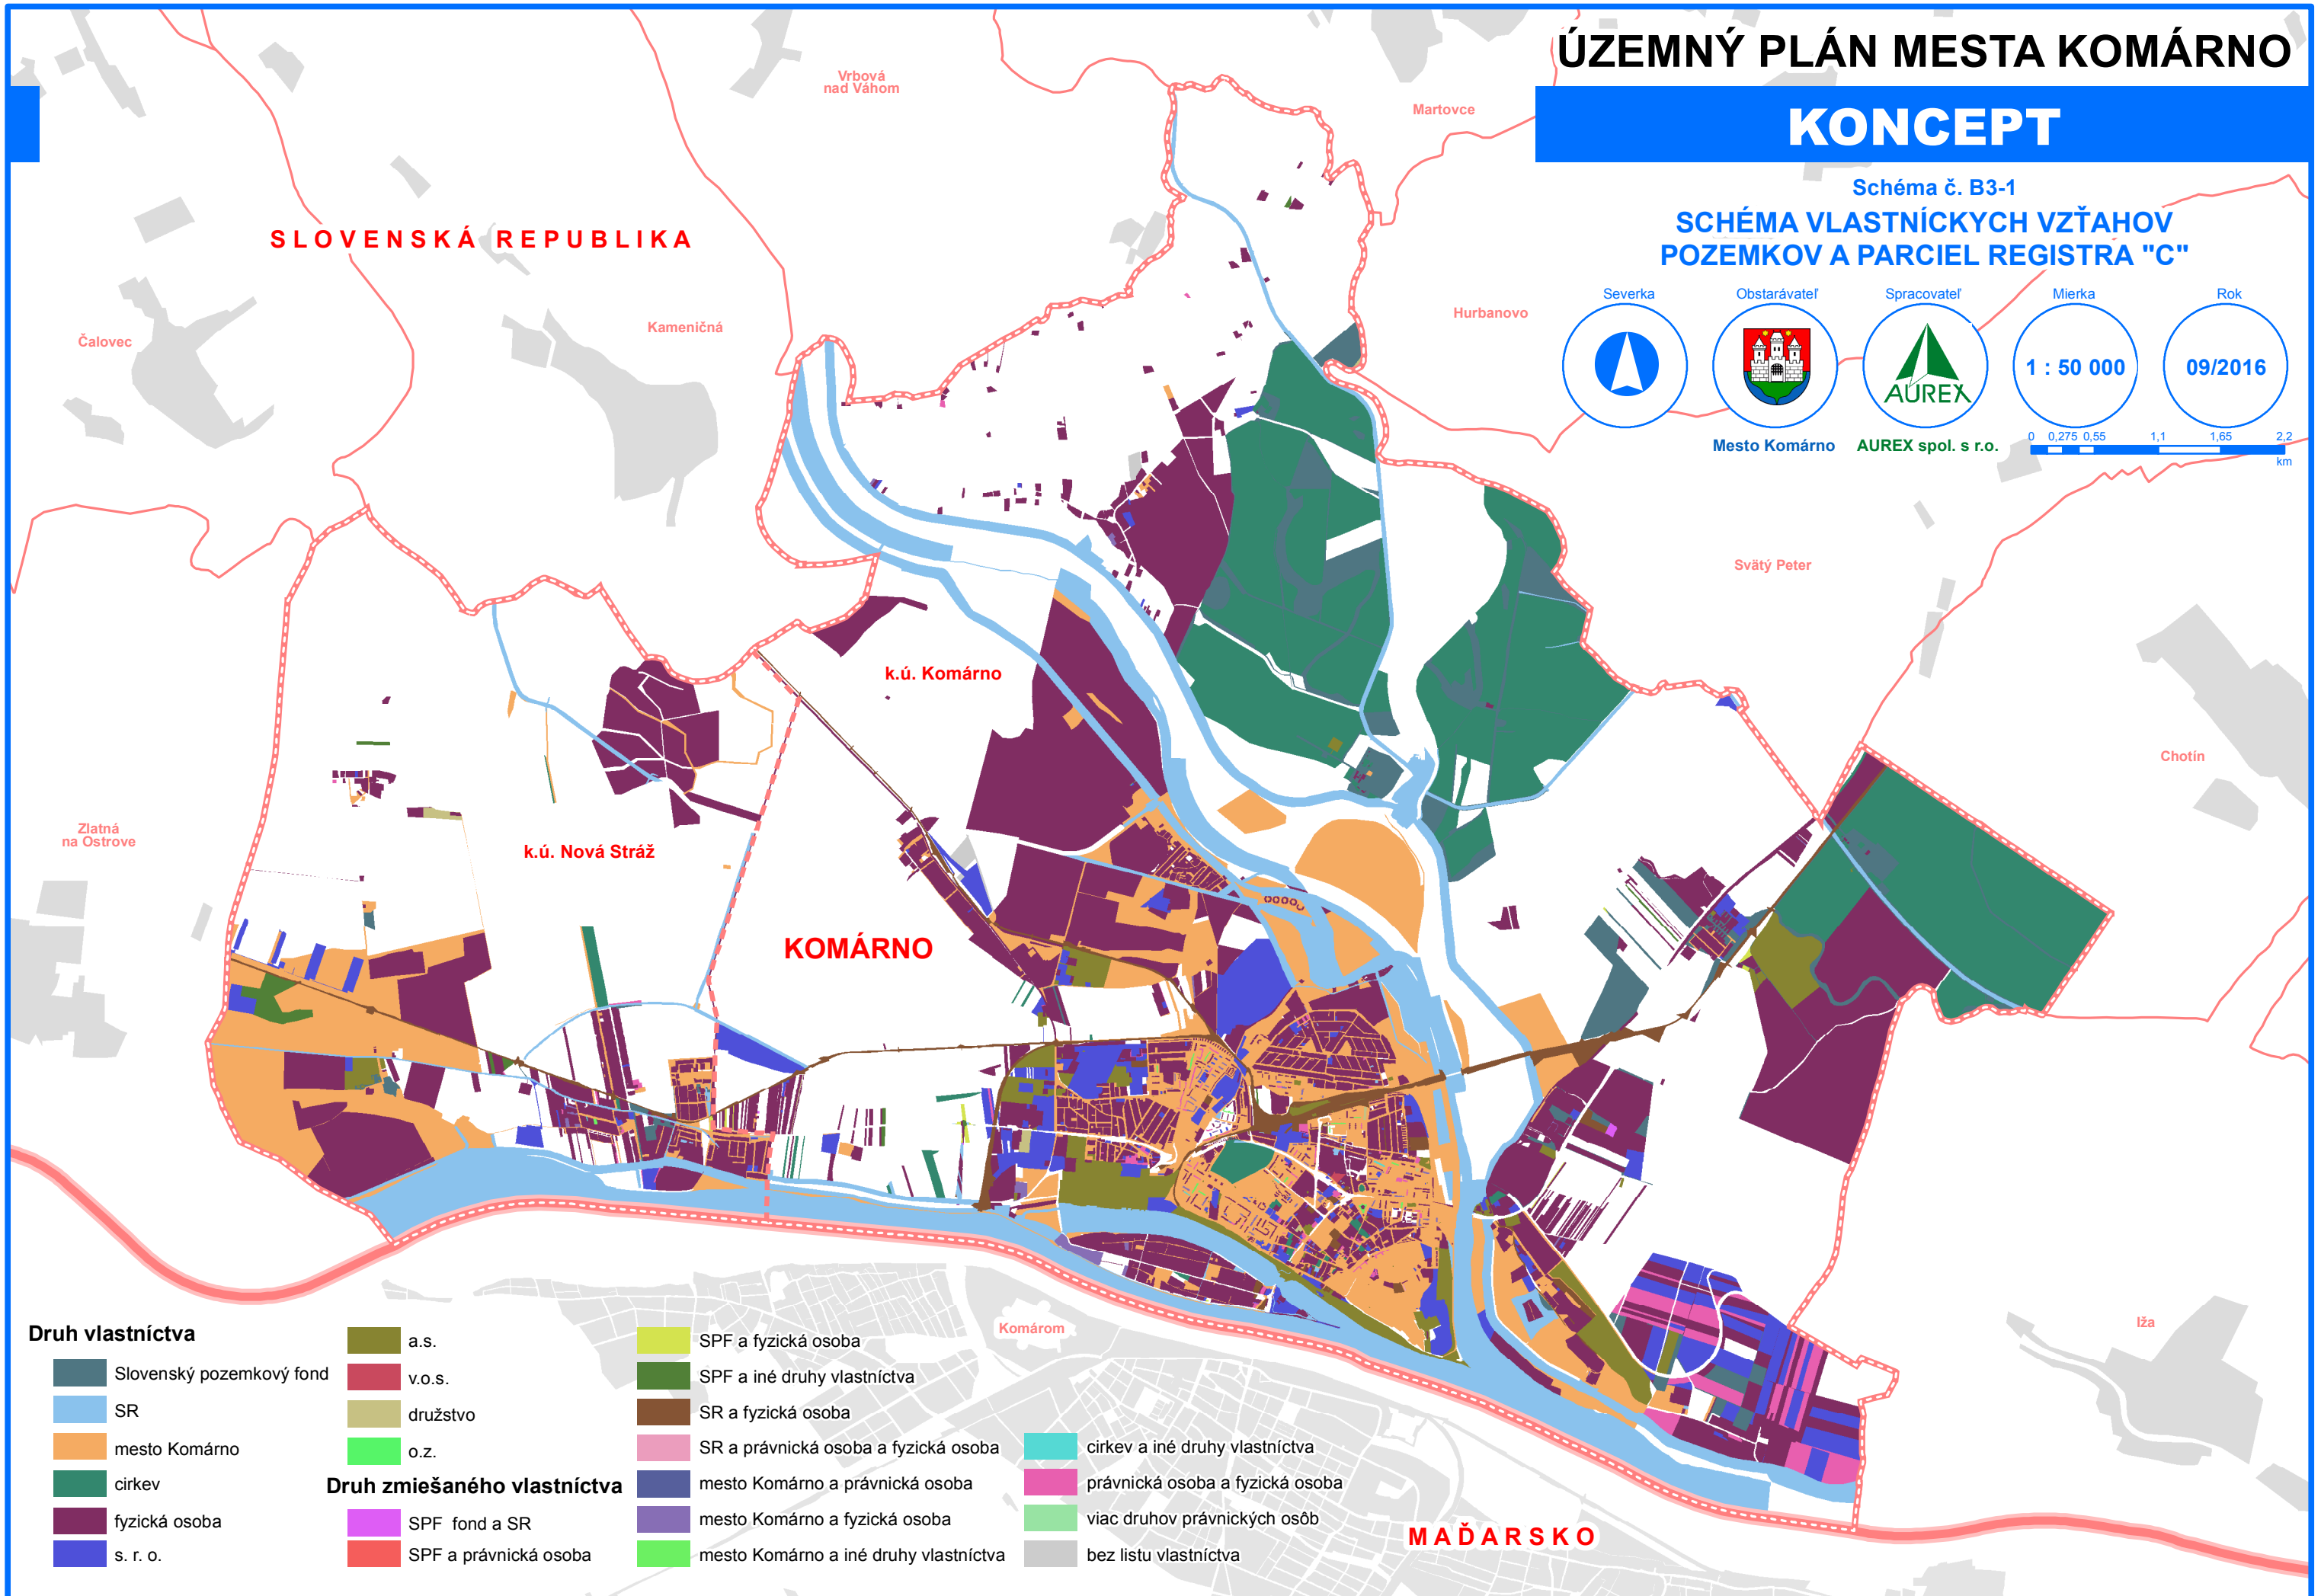 ÚZEMNÝ PLÁN MESTA KOMÁRNO
KONCEPT
Schéma č. B3-1
SCHÉMA VLASTNÍCKYCH VZŤAHOV
POZEMKOV A PARCIEL REGISTRA "C"
Severka
Obstarávateľ
Spracovateľ
Mierka
Rok
AUREX
1 : 50 000
09/2016
Mesto Komárno
AUREX spol. s r.o.
0 0,275 0,55 1,1 1,65 2,2
km
Vrbová
nad Váhom
Martovce
SLOVENSKÁ REPUBLIKA
Hurbanovo
Kameničná
Čalovec
Svätý Peter
k.ú. Komárno
Chotín
Zlatná
na Ostrove
k.ú. Nová Stráž
KOMÁRNO
Iža
Komárom
MAĎARSKO
Druh vlastníctva
Slovenský pozemkový fond
SR
mesto Komárno
cirkev
fyzická osoba
s. r. o.
a.s.
v.o.s.
družstvo
o.z.
Druh zmiešaného vlastníctva
SPF fond a SR
SPF a právnická osoba
SPF a fyzická osoba
SPF a iné druhy vlastníctva
SR a fyzická osoba
SR a právnická osoba a fyzická osoba
mesto Komárno a právnická osoba
mesto Komárno a fyzická osoba
mesto Komárno a iné druhy vlastníctva
cirkev a iné druhy vlastníctva
právnická osoba a fyzická osoba
viac druhov právnických osôb
bez listu vlastníctva